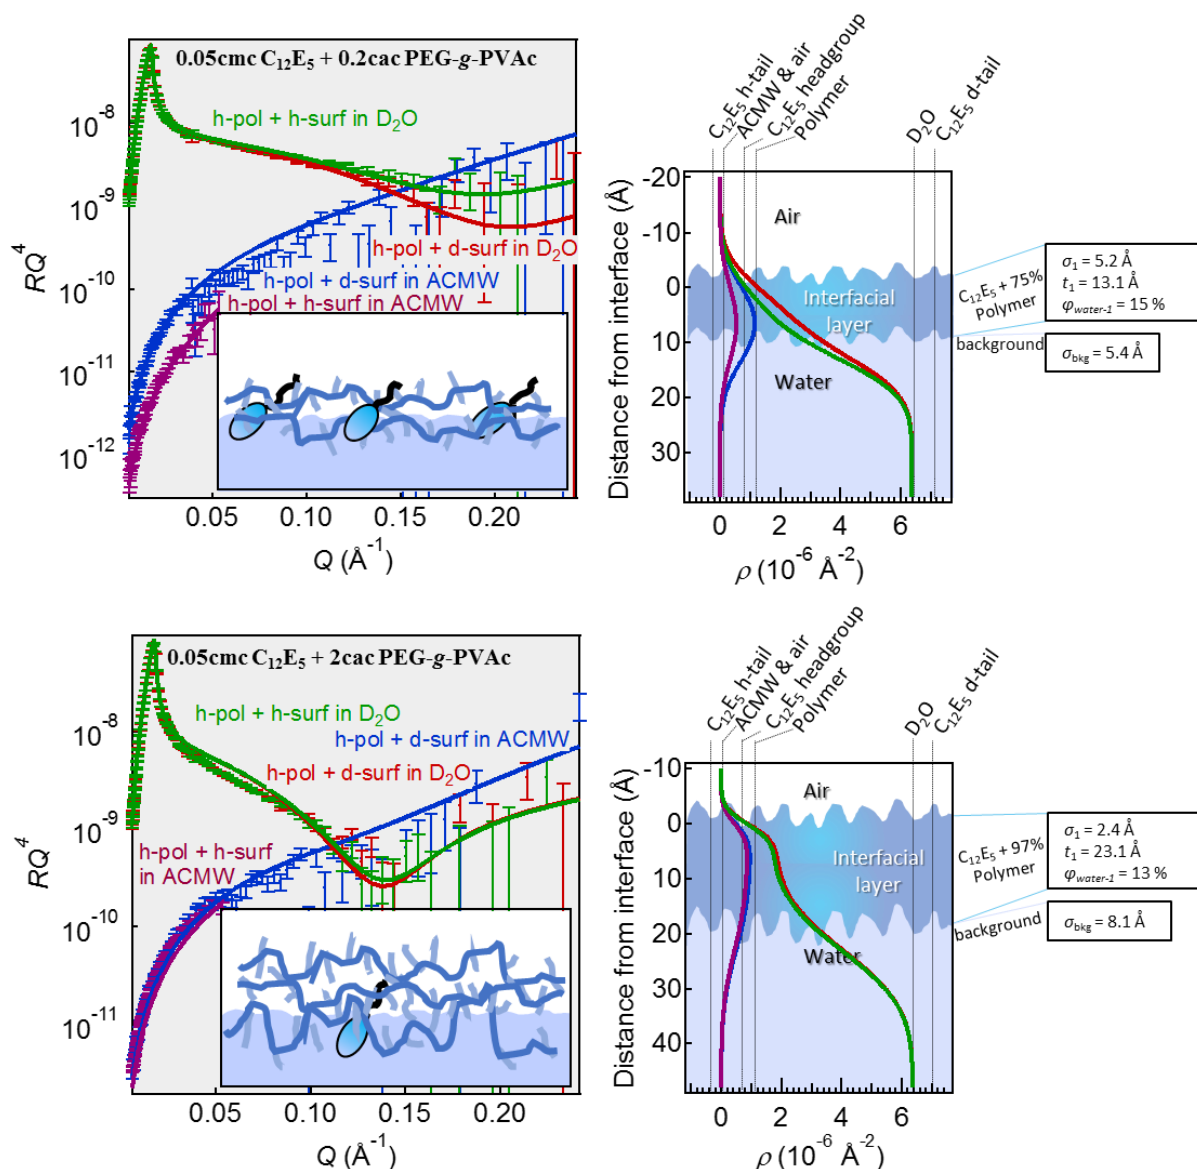 0.05cmc C₁₂E₅ + 0.2cac PEG-g-PVAc
h-pol + h-surf in D₂O
h-pol + d-surf in D₂O
h-pol + d-surf in ACMW
h-pol + h-surf in ACMW
RQ⁴
10⁻⁸
10⁻⁹
10⁻¹⁰
10⁻¹¹
10⁻¹²
0.05
0.10
0.15
0.20
Q (Å⁻¹)
C₁₂E₅ h-tail
ACMW & air
C₁₂E₅ headgroup
Polymer
D₂O
C₁₂E₅ d-tail
Distance from interface (Å)
-20
-10
0
10
20
30
Air
Interfacial
layer
Water
0
2
4
6
ρ (10⁻⁶ Å⁻²)
C₁₂E₅ + 75%
Polymer
background
σ₁ = 5.2 Å
t₁ = 13.1 Å
φwater-1 = 15 %
σbkg = 5.4 Å
0.05cmc C₁₂E₅ + 2cac PEG-g-PVAc
h-pol + h-surf in D₂O
h-pol + d-surf in ACMW
h-pol + d-surf in D₂O
h-pol + h-surf
in ACMW
RQ⁴
10⁻⁸
10⁻⁹
10⁻¹⁰
10⁻¹¹
0.05
0.10
0.15
0.20
Q (Å⁻¹)
C₁₂E₅ h-tail
ACMW & air
C₁₂E₅ headgroup
Polymer
D₂O
C₁₂E₅ d-tail
Distance from interface (Å)
-10
0
10
20
30
40
Air
Interfacial
layer
Water
0
2
4
6
ρ (10⁻⁶ Å⁻²)
C₁₂E₅ + 97%
Polymer
background
σ₁ = 2.4 Å
t₁ = 23.1 Å
φwater-1 = 13 %
σbkg = 8.1 Å